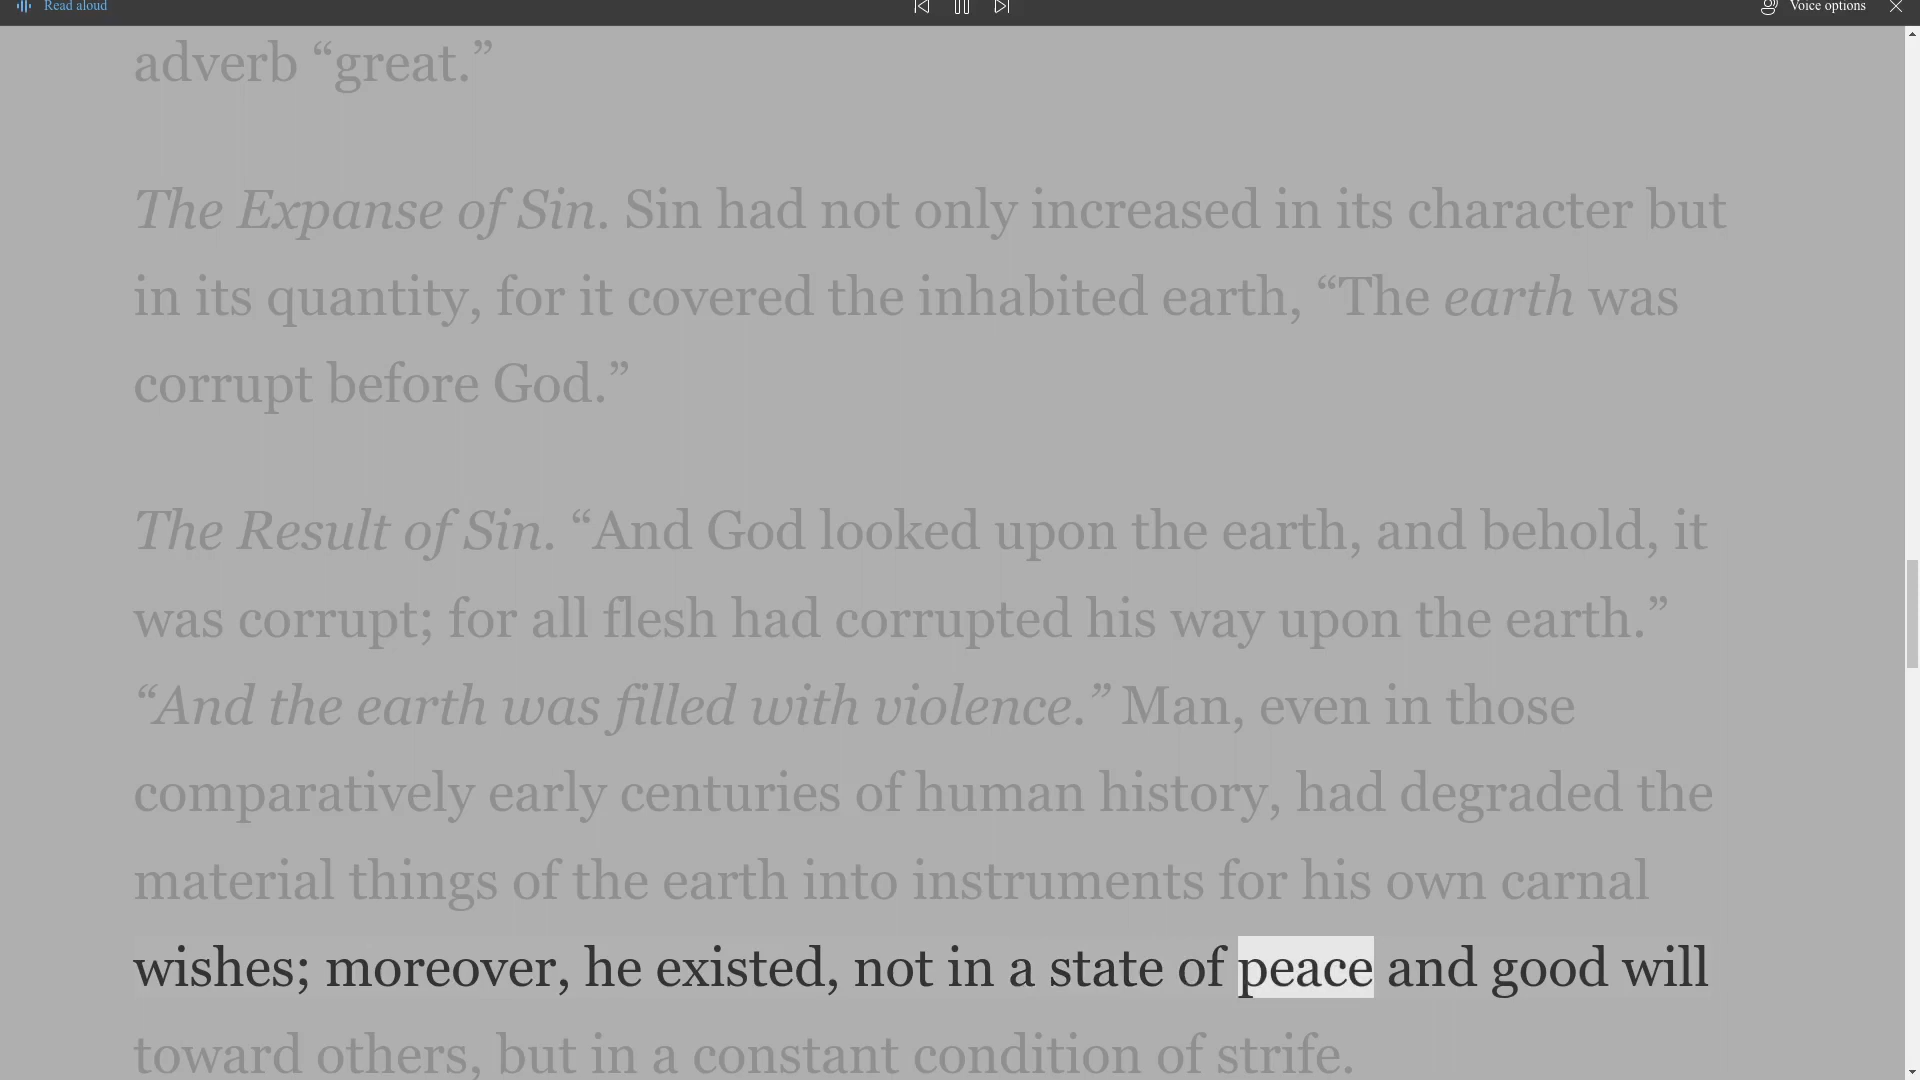 Read aloud
Voice options
adverb “great.”
The Expanse of Sin. Sin had not only increased in its character but
in its quantity, for it covered the inhabited earth, “The earth was
corrupt before God.”
The Result of Sin. “And God looked upon the earth, and behold, it
was corrupt; for all flesh had corrupted his way upon the earth.”
“And the earth was filled with violence.” Man, even in those
comparatively early centuries of human history, had degraded the
material things of the earth into instruments for his own carnal
wishes; moreover, he existed, not in a state of peace and good will
toward others, but in a constant condition of strife.